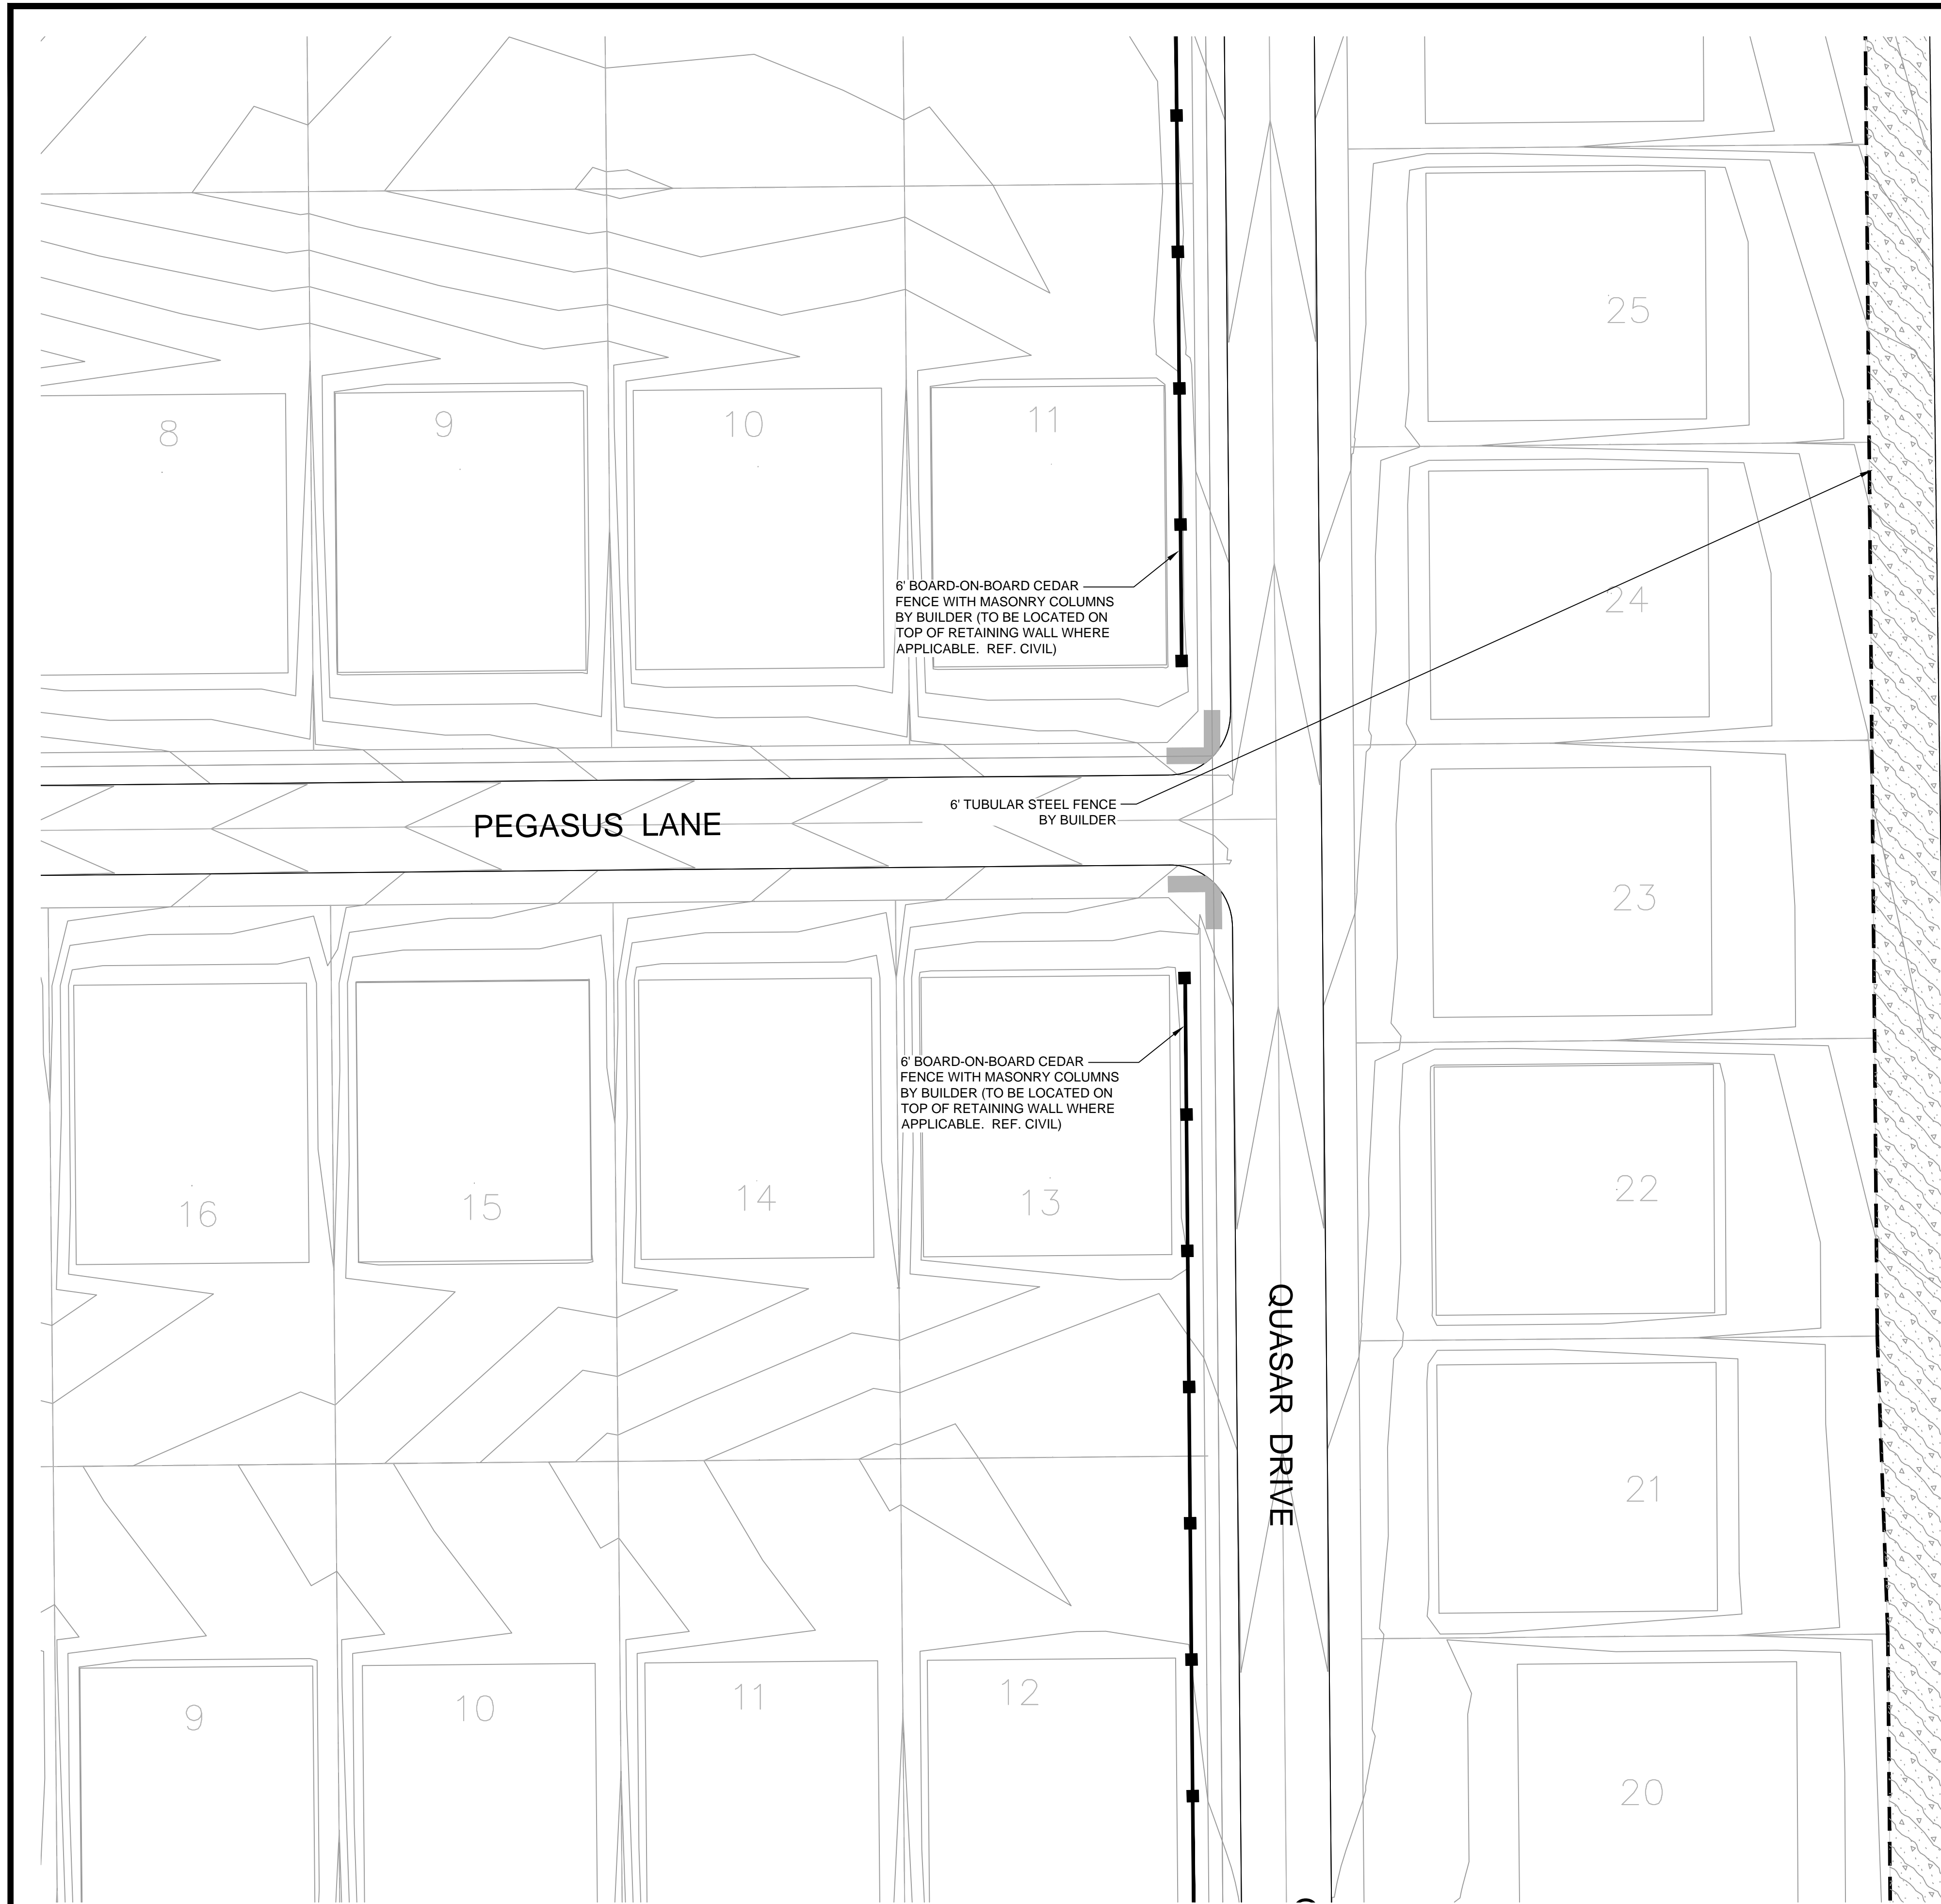 25
8
9
10
11
6' BOARD-ON-BOARD CEDAR
FENCE WITH MASONRY COLUMNS
BY BUILDER (TO BE LOCATED ON
TOP OF RETAINING WALL WHERE
APPLICABLE. REF. CIVIL)
24
6' TUBULAR STEEL FENCE
BY BUILDER
PEGASUS LANE
23
6' BOARD-ON-BOARD CEDAR
FENCE WITH MASONRY COLUMNS
BY BUILDER (TO BE LOCATED ON
TOP OF RETAINING WALL WHERE
APPLICABLE. REF. CIVIL)
16
15
14
13
22
QUASAR DRIVE
21
9
10
11
12
20